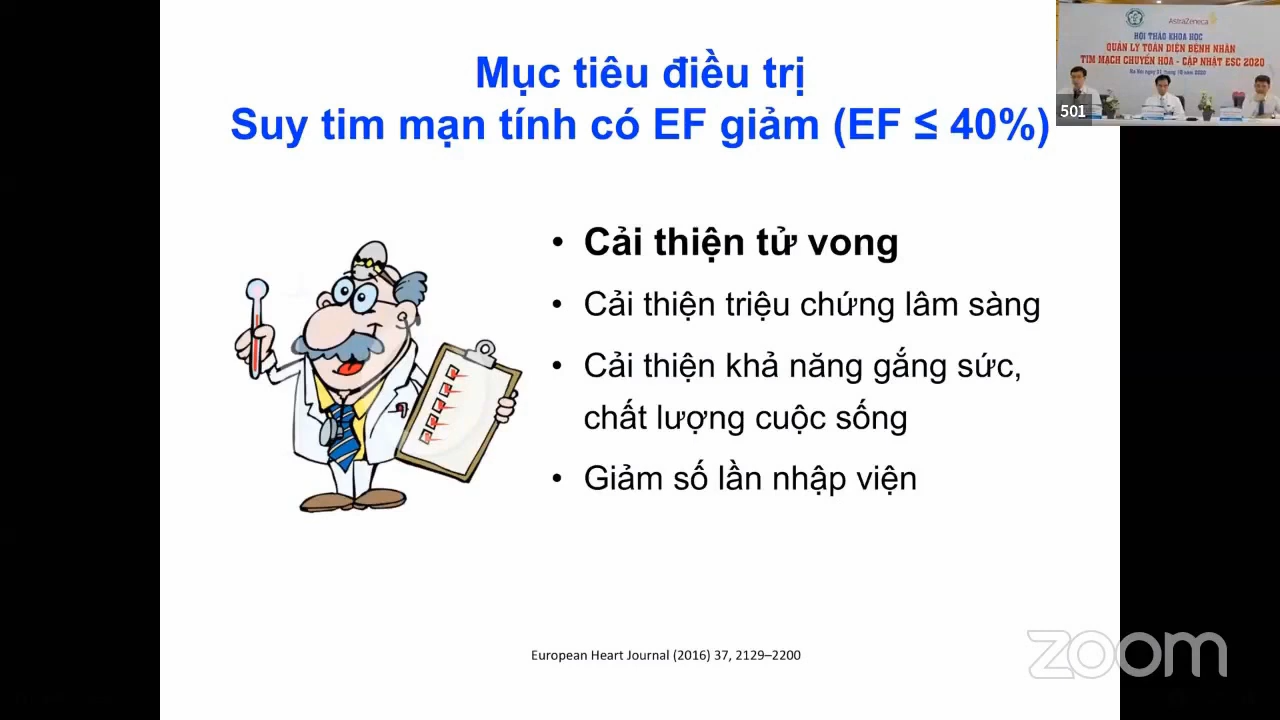 Mục tiêu điều trị
Suy tim mạn tính có EF giảm (EF ≤ 40%)
• Cải thiện tử vong
• Cải thiện triệu chứng lâm sàng
• Cải thiện khả năng gắng sức,
chất lượng cuộc sống
• Giảm số lần nhập viện
European Heart Journal (2016) 37, 2129–2200
AstraZeneca
HỘI THẢO KHOA HỌC
QUẢN LÝ TOÀN DIỆN BỆNH NHÂN
TIM MẠCH CHUYỂN HÓA - CẬP NHẬT ESC 2020
501
zoom